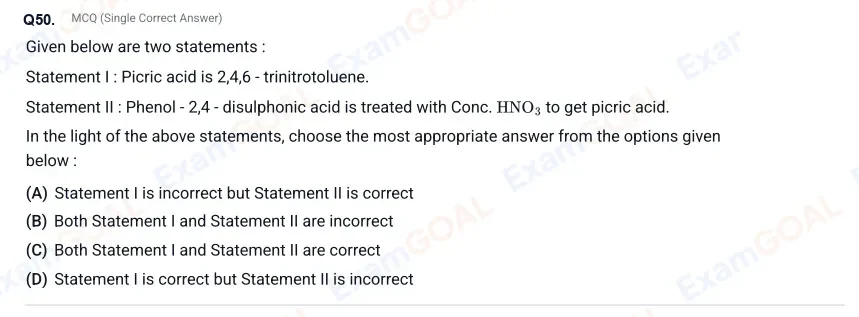 Q50. MCQ (Single Correct Answer)
Given below are two statements :
Statement I : Picric acid is 2,4,6 - trinitrotoluene.
Statement II : Phenol - 2,4 - disulphonic acid is treated with Conc. HNO₃ to get picric acid.
In the light of the above statements, choose the most appropriate answer from the options given
below :
(A) Statement I is incorrect but Statement II is correct
(B) Both Statement I and Statement II are incorrect
(C) Both Statement I and Statement II are correct
(D) Statement I is correct but Statement II is incorrect
ExamGOAL